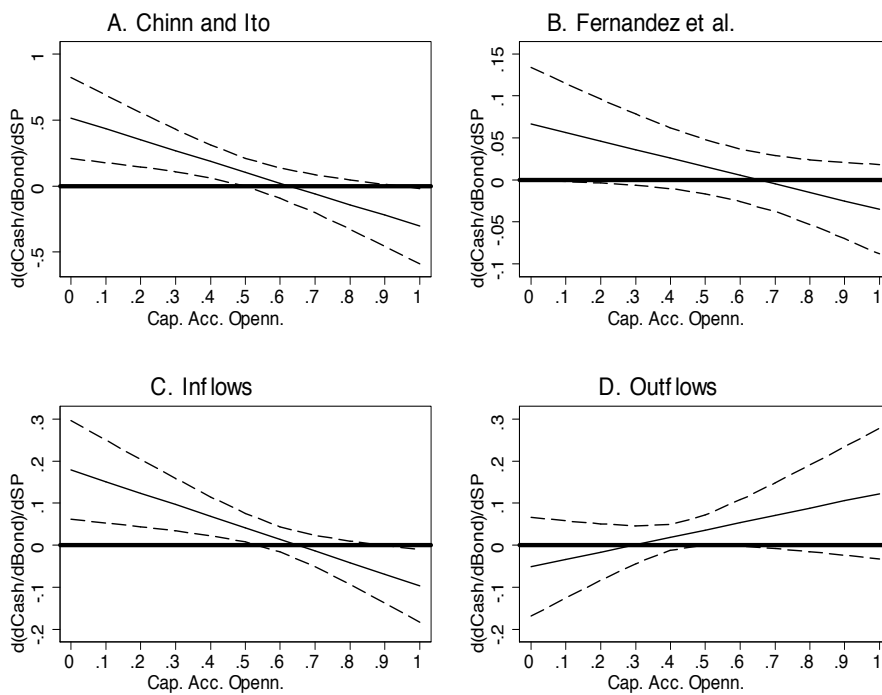 A. Chinn and Ito
d(dCash/dBond)/dSP
1
.5
0
-.5
0 .1 .2 .3 .4 .5 .6 .7 .8 .9 1
Cap. Acc. Openn.
B. Fernandez et al.
d(dCash/dBond)/dSP
.15
.1
.05
0
-.05
-.1
0 .1 .2 .3 .4 .5 .6 .7 .8 .9 1
Cap. Acc. Openn.
C. Inflows
d(dCash/dBond)/dSP
.3
.2
.1
0
-.1
-.2
0 .1 .2 .3 .4 .5 .6 .7 .8 .9 1
Cap. Acc. Openn.
D. Outflows
d(dCash/dBond)/dSP
.3
.2
.1
0
-.1
-.2
0 .1 .2 .3 .4 .5 .6 .7 .8 .9 1
Cap. Acc. Openn.